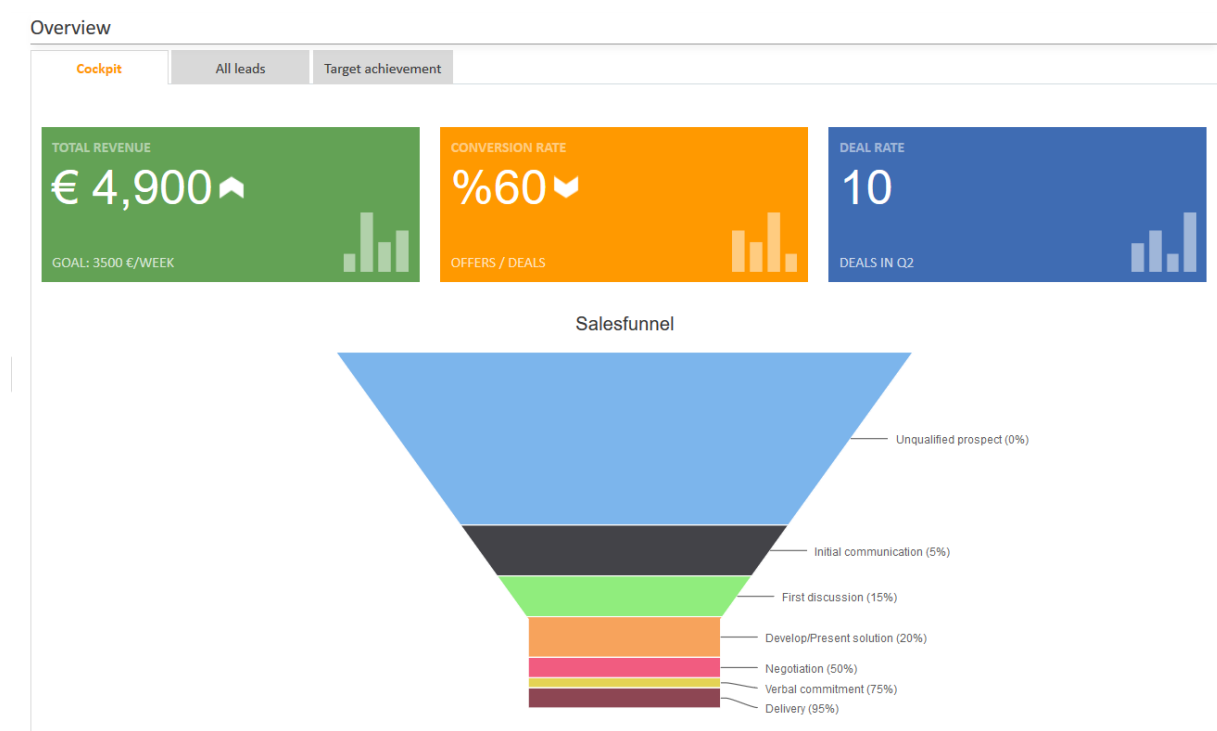 Overview
Cockpit
All leads
Target achievement
TOTAL REVENUE
€ 4,900
GOAL: 3500 €/WEEK
CONVERSION RATE
%60
OFFERS / DEALS
DEAL RATE
10
DEALS IN Q2
Salesfunnel
Unqualified prospect (0%)
Initial communication (5%)
First discussion (15%)
Develop/Present solution (20%)
Negotiation (50%)
Verbal commitment (75%)
Delivery (95%)